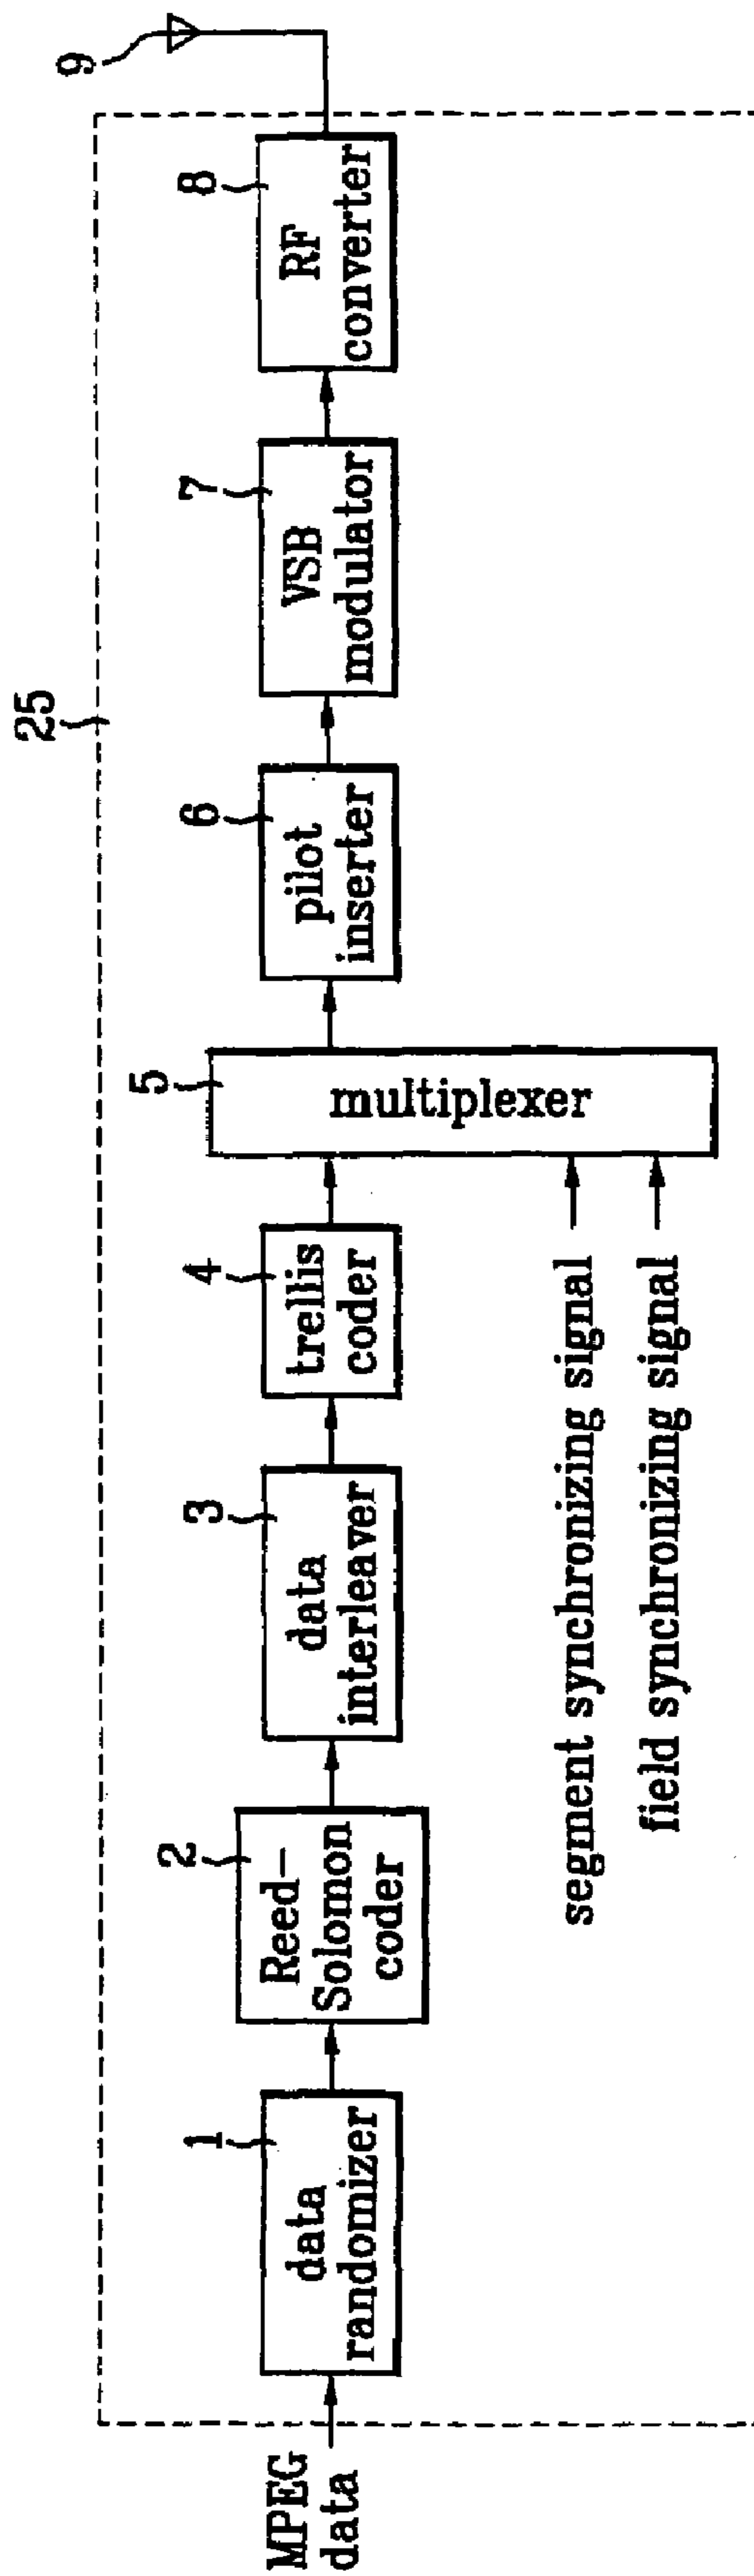 25
9
MPEG
data
1
data
randomizer
2
Reed-
Solomon
coder
3
data
interleaver
4
trellis
coder
5
multiplexer
6
pilot
inserter
7
VSB
modulator
8
RF
converter
segment synchronizing signal
field synchronizing signal